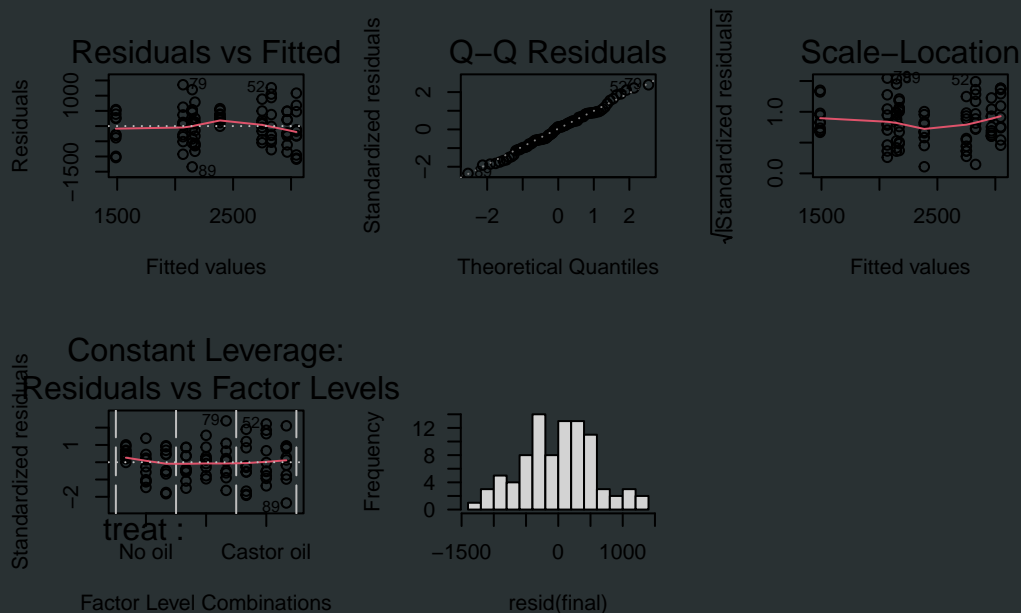 Residuals vs Fitted
Residuals
1000
−1500
79
52
89
1500
2500
Fitted values
Q−Q Residuals
Standardized residuals
2
0
−2
52
79
89
−2
0
1
2
Theoretical Quantiles
Scale−Location
√|Standardized residuals|
1.0
0.0
79
89
52
1500
2500
Fitted values
Constant Leverage:
Residuals vs Factor Levels
Standardized residuals
1
−2
79
52
89
treat :
No oil
Castor oil
Factor Level Combinations
Frequency
12
8
4
0
−1500
0
1000
resid(final)